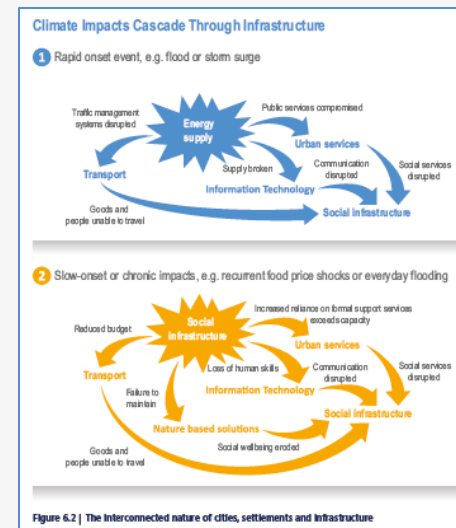 Climate Impacts Cascade Through Infrastructure
1 Rapid onset event, e.g. flood or storm surge
Traffic management
systems disrupted
Energy
supply
Public services compromised
Urban services
Transport
Supply broken
Communication
disrupted
Social services
disrupted
Information Technology
Goods and
people unable to travel
Social infrastructure
2 Slow-onset or chronic impacts, e.g. recurrent food price shocks or everyday flooding
Reduced budget
Social
infrastructure
Increased reliance on formal support services
exceeds capacity
Urban services
Transport
Loss of human skills
Communication
disrupted
Social services
disrupted
Failure to
maintain
Information Technology
Social infrastructure
Nature based solutions
Goods and
people unable to travel
Social wellbeing eroded
Figure 6.2 | The interconnected nature of cities, settlements and infrastructure